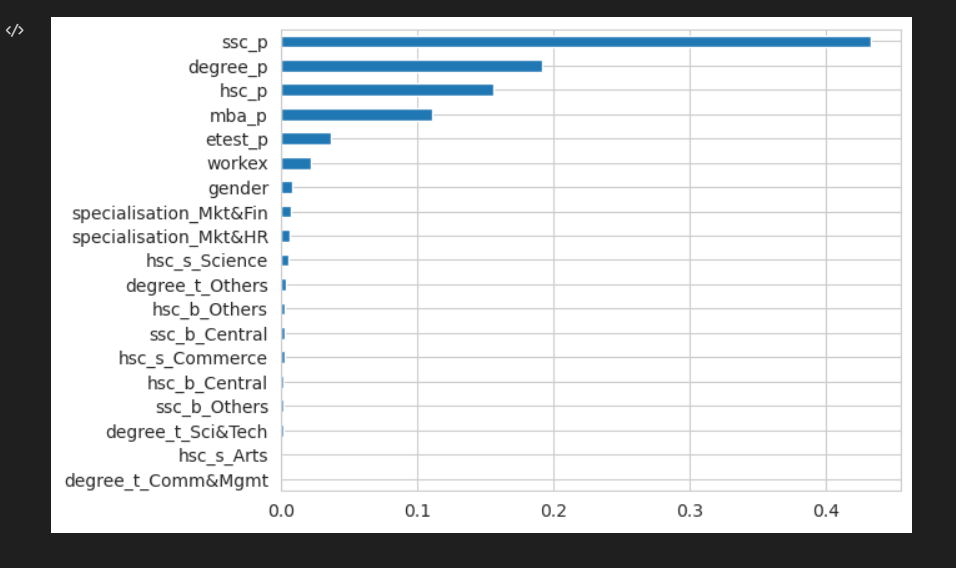 </>
ssc_p
degree_p
hsc_p
mba_p
etest_p
workex
gender
specialisation_Mkt&Fin
specialisation_Mkt&HR
hsc_s_Science
degree_t_Others
hsc_b_Others
ssc_b_Central
hsc_s_Commerce
hsc_b_Central
ssc_b_Others
degree_t_Sci&Tech
hsc_s_Arts
degree_t_Comm&Mgmt
0.0 0.1 0.2 0.3 0.4